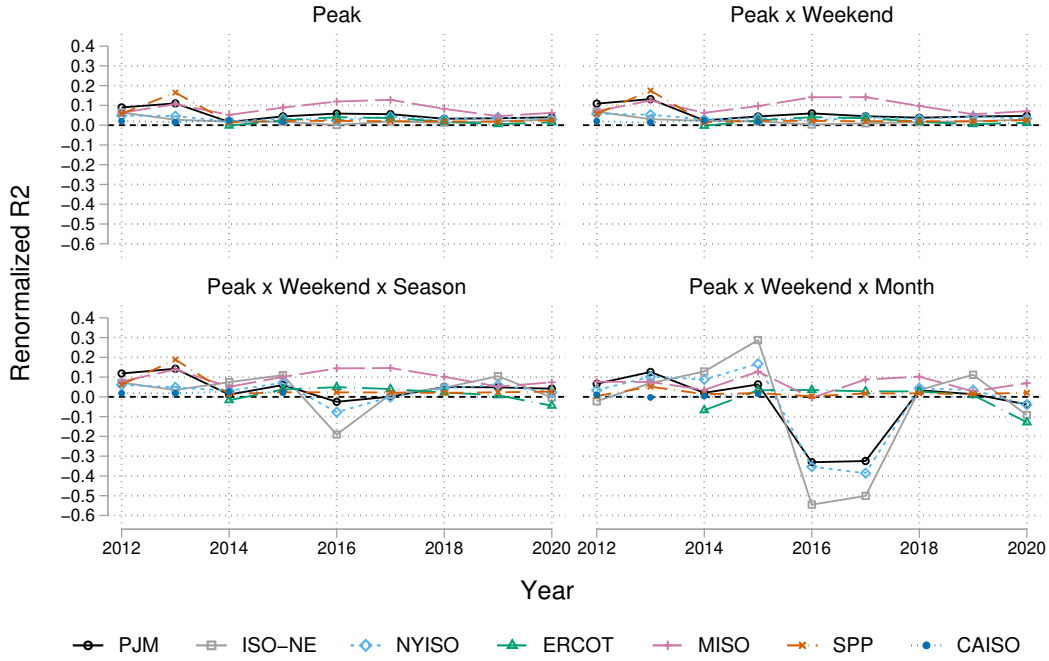 Peak
Peak x Weekend
0.4
0.3
0.2
0.1
0.0
−0.1
−0.2
−0.3
−0.4
−0.5
−0.6
Renormalized R2
Peak x Weekend x Season
Peak x Weekend x Month
0.4
0.3
0.2
0.1
0.0
−0.1
−0.2
−0.3
−0.4
−0.5
−0.6
2012 2014 2016 2018 2020
2012 2014 2016 2018 2020
Year
PJM ISO−NE NYISO ERCOT MISO SPP CAISO